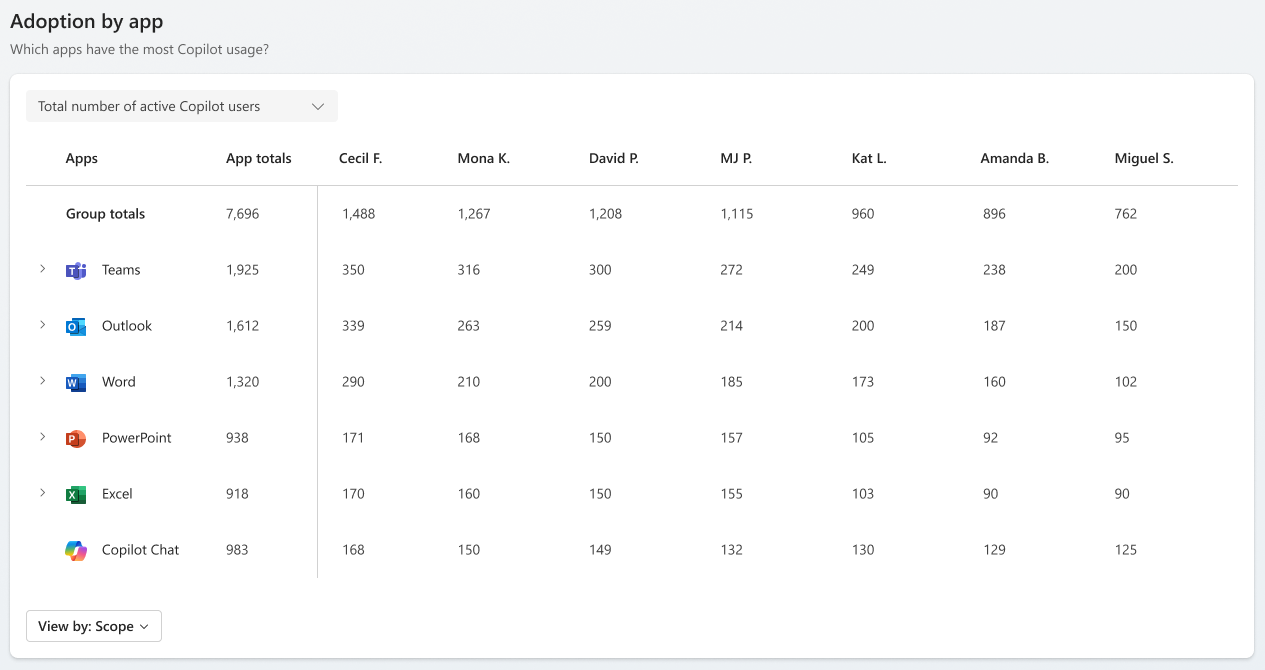 Adoption by app
Which apps have the most Copilot usage?
Total number of active Copilot users
Apps App totals Cecil F. Mona K. David P. MJ P. Kat L. Amanda B. Miguel S.
Group totals 7,696 1,488 1,267 1,208 1,115 960 896 762
Teams 1,925 350 316 300 272 249 238 200
Outlook 1,612 339 263 259 214 200 187 150
Word 1,320 290 210 200 185 173 160 102
PowerPoint 938 171 168 150 157 105 92 95
Excel 918 170 160 150 155 103 90 90
Copilot Chat 983 168 150 149 132 130 129 125
View by: Scope